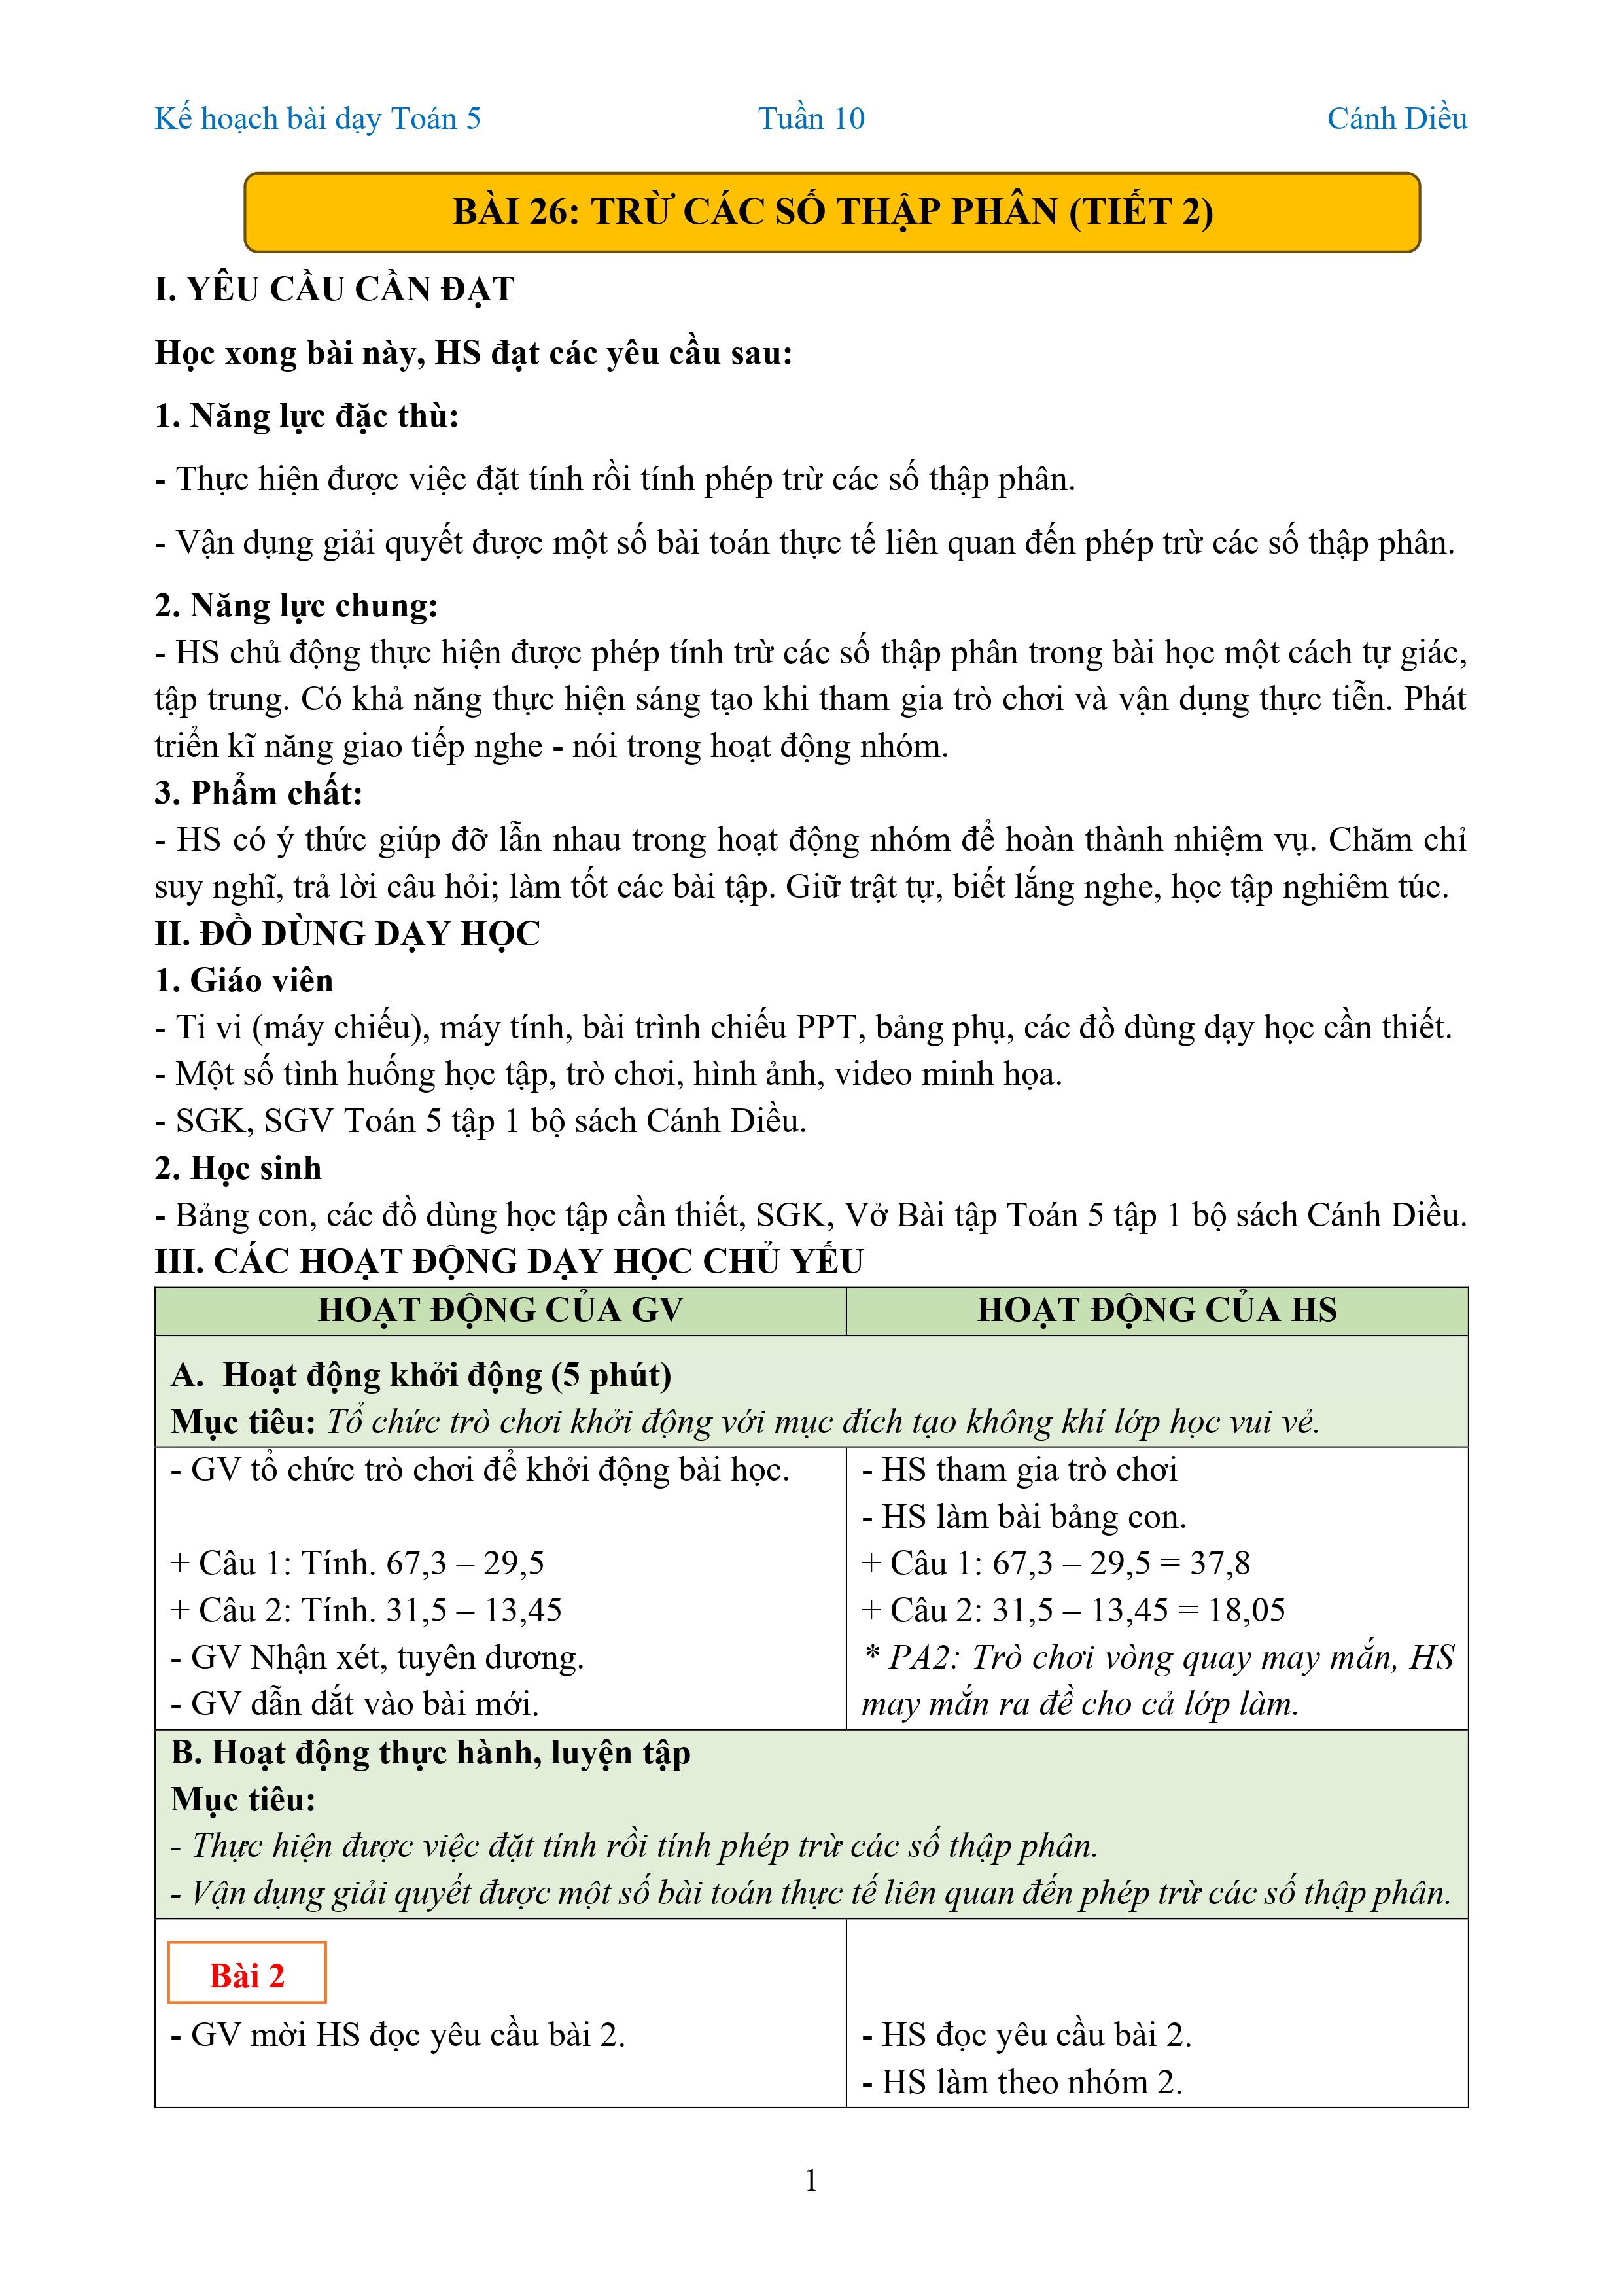 Kế hoạch bài dạy Toán 5 Tuần 10 Cánh Diều
BÀI 26: TRỪ CÁC SỐ THẬP PHÂN (TIẾT 2)
I. YÊU CẦU CẦN ĐẠT
Học xong bài này, HS đạt các yêu cầu sau:
1. Năng lực đặc thù:
- Thực hiện được việc đặt tính rồi tính phép trừ các số thập phân.
- Vận dụng giải quyết được một số bài toán thực tế liên quan đến phép trừ các số thập phân.
2. Năng lực chung:
- HS chủ động thực hiện được phép tính trừ các số thập phân trong bài học một cách tự giác,
tập trung. Có khả năng thực hiện sáng tạo khi tham gia trò chơi và vận dụng thực tiễn. Phát
triển kĩ năng giao tiếp nghe - nói trong hoạt động nhóm.
3. Phẩm chất:
- HS có ý thức giúp đỡ lẫn nhau trong hoạt động nhóm để hoàn thành nhiệm vụ. Chăm chỉ
suy nghĩ, trả lời câu hỏi; làm tốt các bài tập. Giữ trật tự, biết lắng nghe, học tập nghiêm túc.
II. ĐỒ DÙNG DẠY HỌC
1. Giáo viên
- Ti vi (máy chiếu), máy tính, bài trình chiếu PPT, bảng phụ, các đồ dùng dạy học cần thiết.
- Một số tình huống học tập, trò chơi, hình ảnh, video minh họa.
- SGK, SGV Toán 5 tập 1 bộ sách Cánh Diều.
2. Học sinh
- Bảng con, các đồ dùng học tập cần thiết, SGK, Vở Bài tập Toán 5 tập 1 bộ sách Cánh Diều.
III. CÁC HOẠT ĐỘNG DẠY HỌC CHỦ YẾU
HOẠT ĐỘNG CỦA GV HOẠT ĐỘNG CỦA HS
A. Hoạt động khởi động (5 phút)
Mục tiêu: Tổ chức trò chơi khởi động với mục đích tạo không khí lớp học vui vẻ.
- GV tổ chức trò chơi để khởi động bài học.
+ Câu 1: Tính. 67,3 – 29,5
+ Câu 2: Tính. 31,5 – 13,45
- GV Nhận xét, tuyên dương.
- GV dẫn dắt vào bài mới.
- HS tham gia trò chơi
- HS làm bài bảng con.
+ Câu 1: 67,3 – 29,5 = 37,8
+ Câu 2: 31,5 – 13,45 = 18,05
* PA2: Trò chơi vòng quay may mắn, HS
may mắn ra đề cho cả lớp làm.
B. Hoạt động thực hành, luyện tập
Mục tiêu:
- Thực hiện được việc đặt tính rồi tính phép trừ các số thập phân.
- Vận dụng giải quyết được một số bài toán thực tế liên quan đến phép trừ các số thập phân.
Bài 2
- GV mời HS đọc yêu cầu bài 2.
- HS đọc yêu cầu bài 2.
- HS làm theo nhóm 2.
1